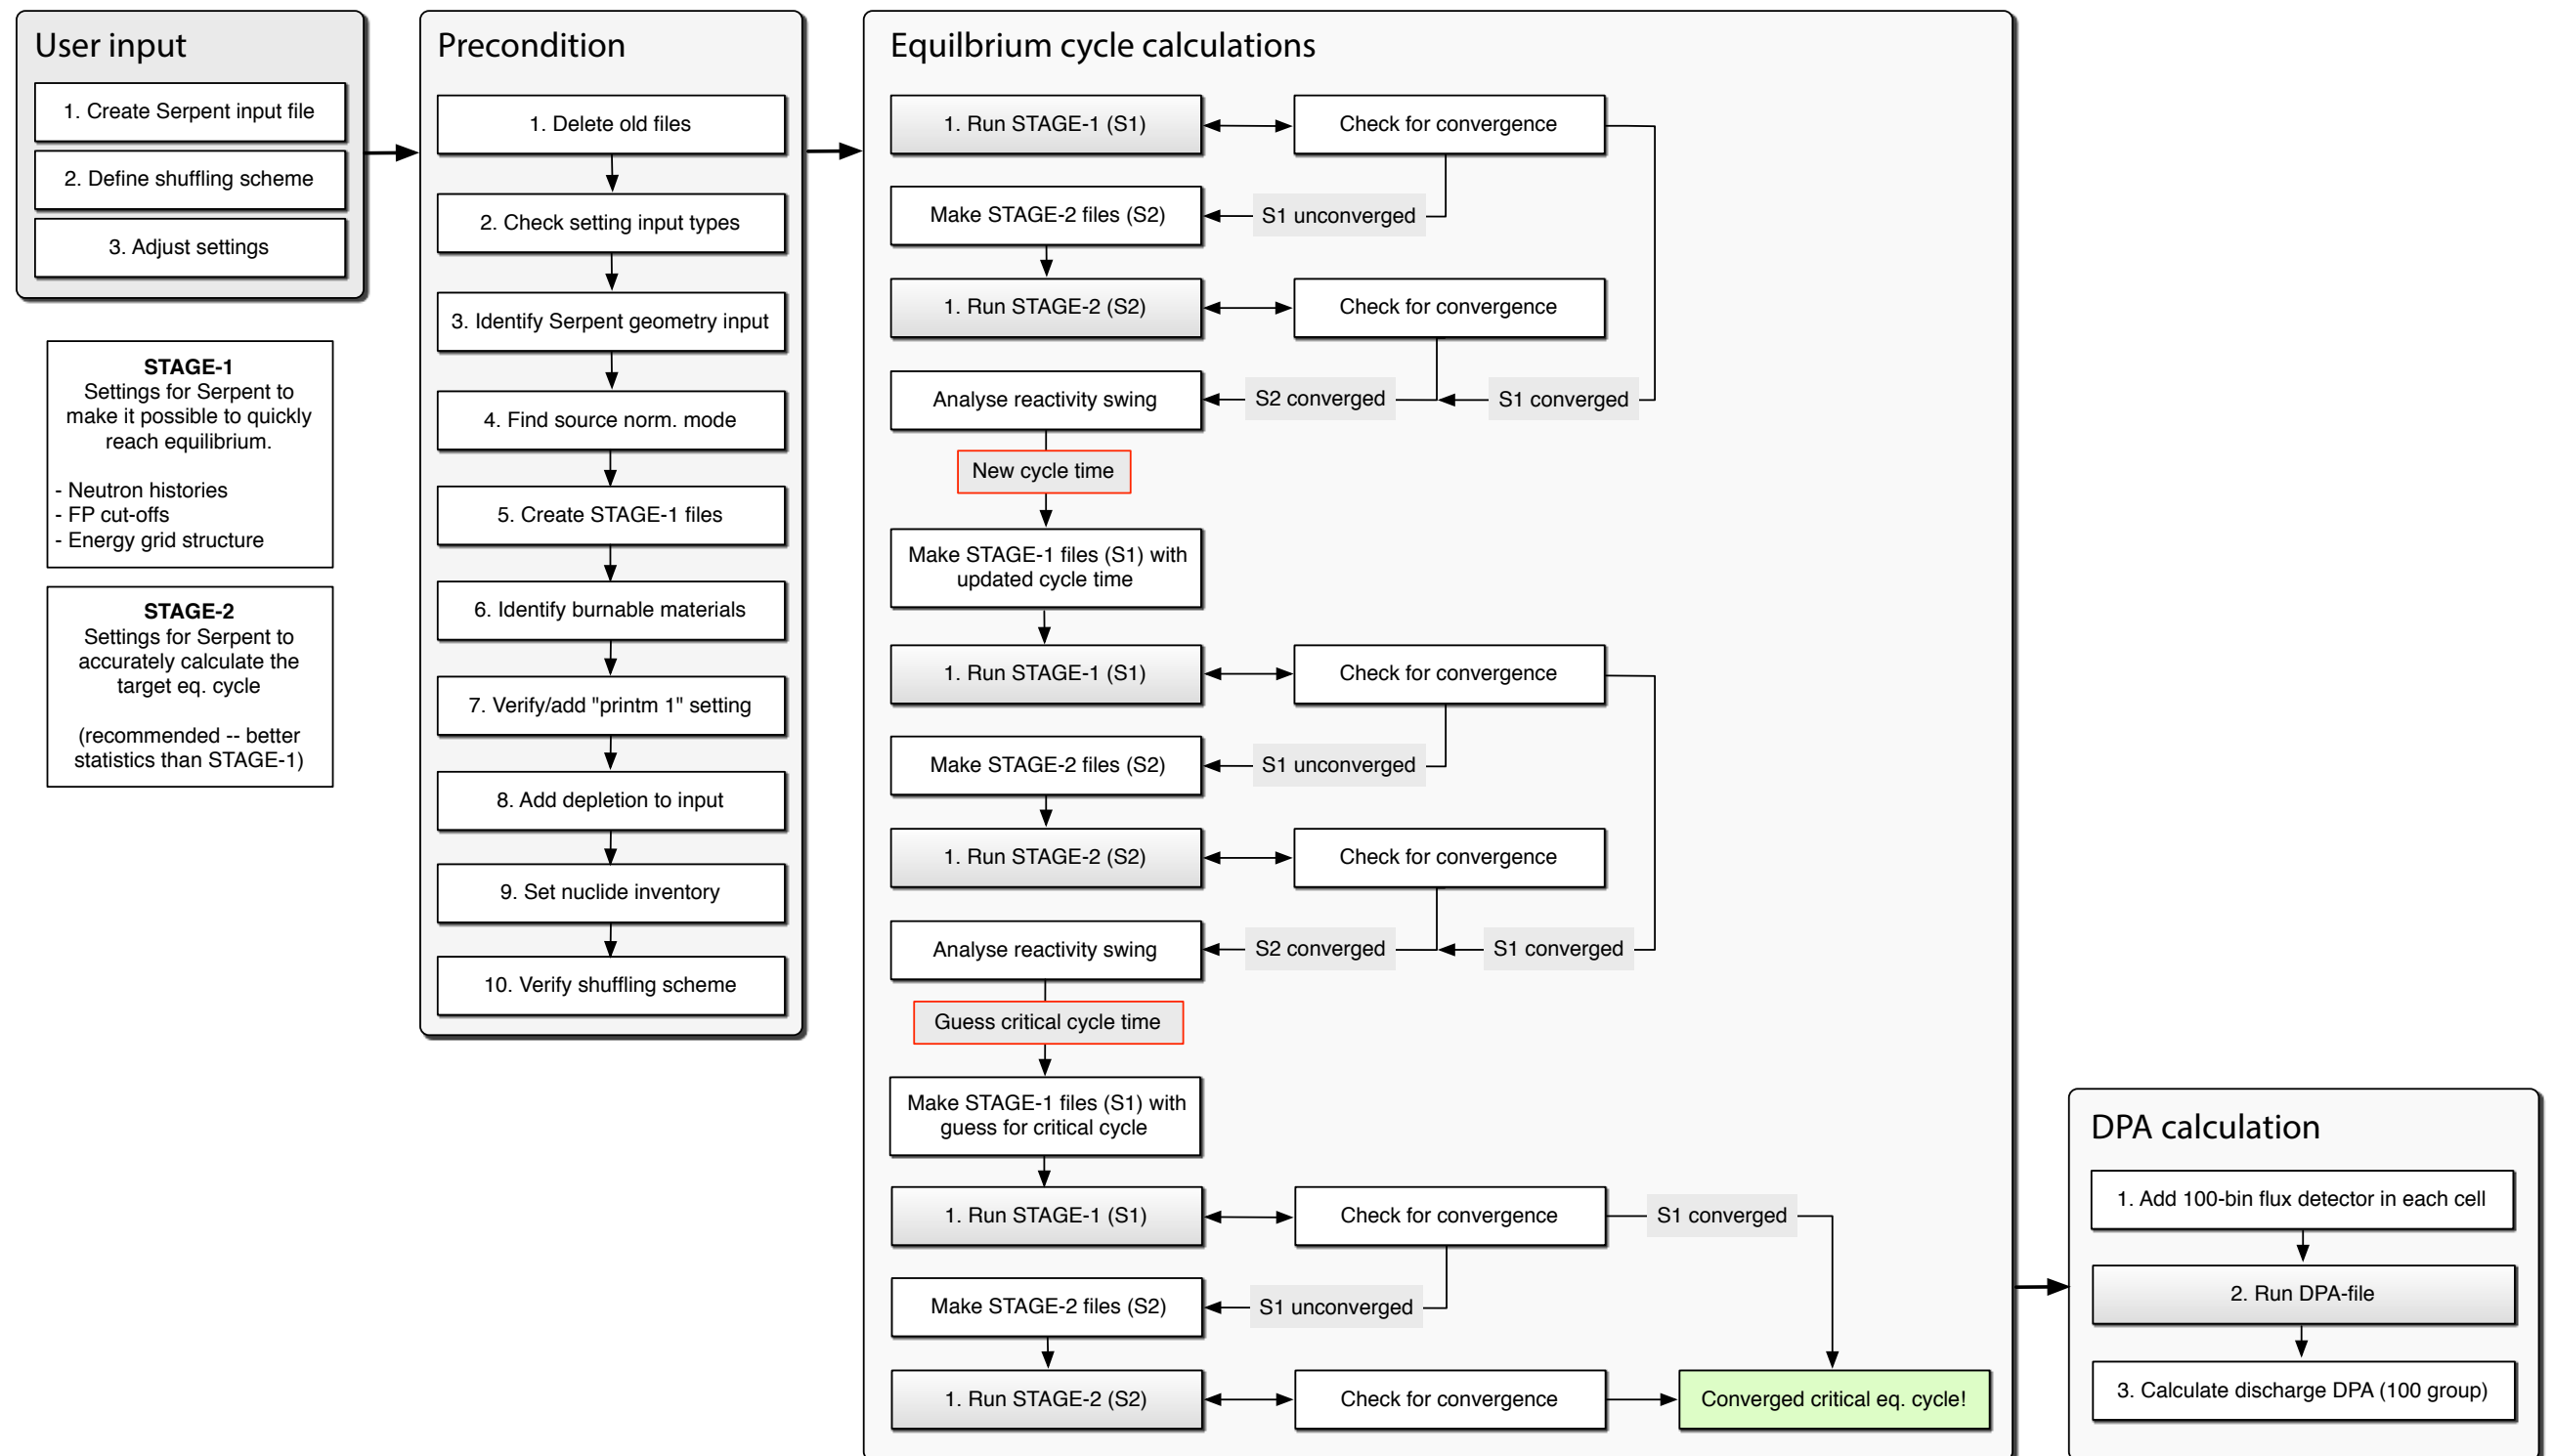 User input
1. Create Serpent input file
2. Define shuffling scheme
3. Adjust settings
STAGE-1
Settings for Serpent to
make it possible to quickly
reach equilibrium.
- Neutron histories
- FP cut-offs
- Energy grid structure
STAGE-2
Settings for Serpent to
accurately calculate the
target eq. cycle
(recommended -- better
statistics than STAGE-1)
Precondition
1. Delete old files
2. Check setting input types
3. Identify Serpent geometry input
4. Find source norm. mode
5. Create STAGE-1 files
6. Identify burnable materials
7. Verify/add "printm 1" setting
8. Add depletion to input
9. Set nuclide inventory
10. Verify shuffling scheme
Equilbrium cycle calculations
1. Run STAGE-1 (S1)
Check for convergence
Make STAGE-2 files (S2)
S1 unconverged
1. Run STAGE-2 (S2)
Check for convergence
Analyse reactivity swing
S2 converged
S1 converged
New cycle time
Make STAGE-1 files (S1) with
updated cycle time
1. Run STAGE-1 (S1)
Check for convergence
Make STAGE-2 files (S2)
S1 unconverged
1. Run STAGE-2 (S2)
Check for convergence
Analyse reactivity swing
S2 converged
S1 converged
Guess critical cycle time
Make STAGE-1 files (S1) with
guess for critical cycle
1. Run STAGE-1 (S1)
Check for convergence
S1 converged
Make STAGE-2 files (S2)
S1 unconverged
1. Run STAGE-2 (S2)
Check for convergence
Converged critical eq. cycle!
DPA calculation
1. Add 100-bin flux detector in each cell
2. Run DPA-file
3. Calculate discharge DPA (100 group)